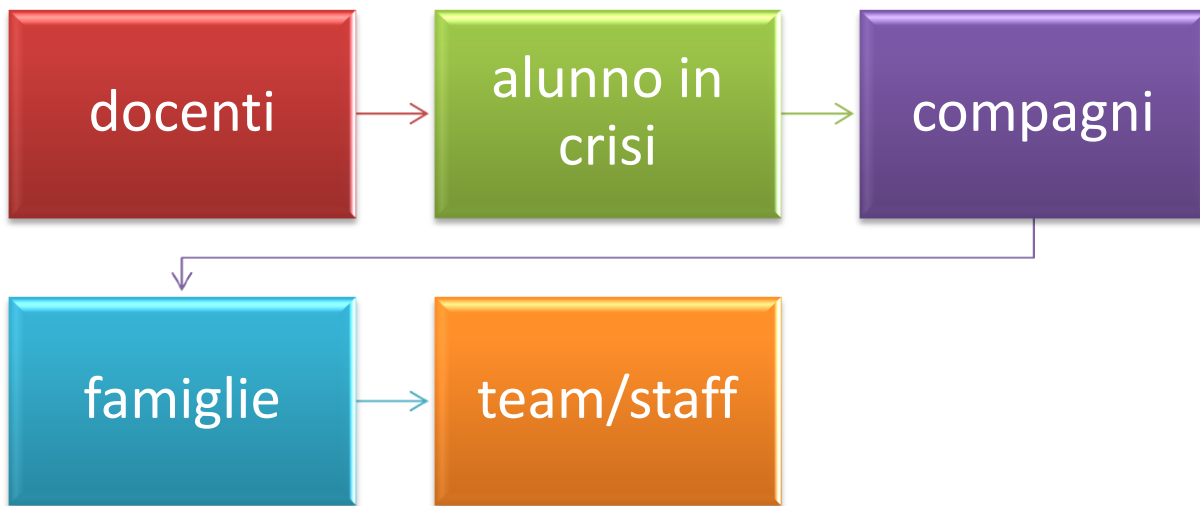 docenti
alunno in
crisi
compagni
famiglie
team/staff